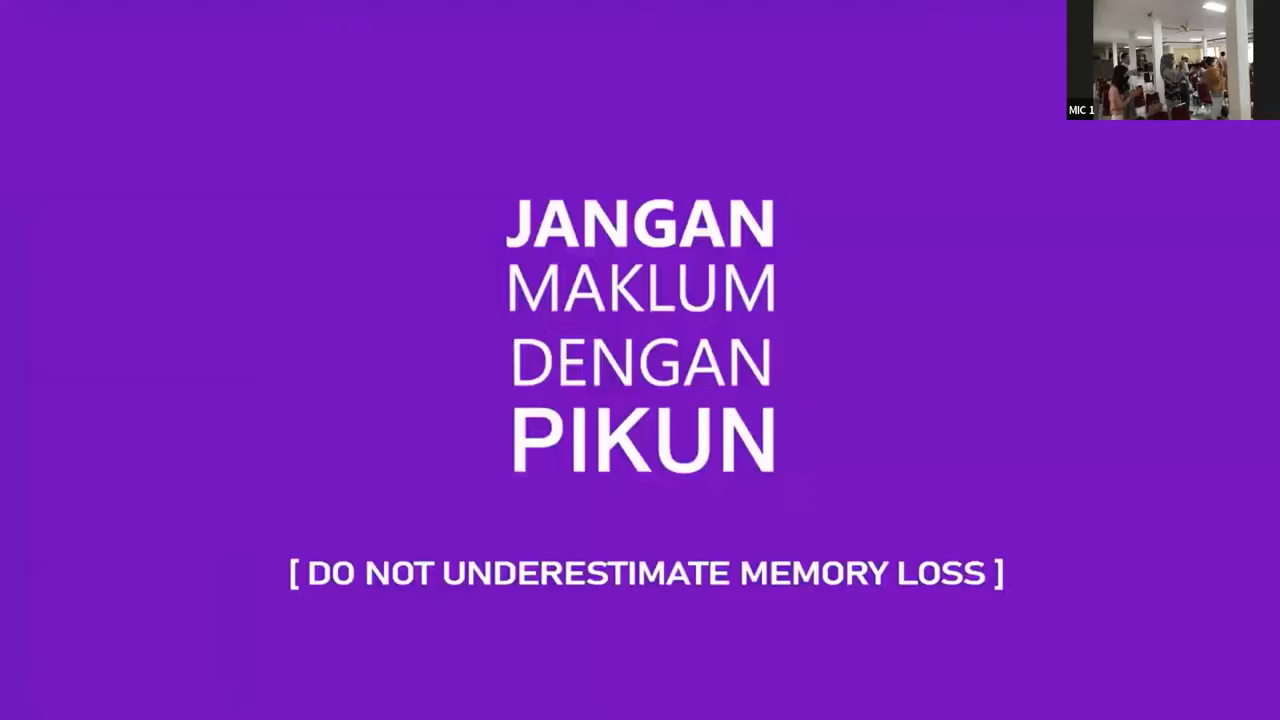 MIC 1
JANGAN
MAKLUM
DENGAN
PIKUN
[ DO NOT UNDERESTIMATE MEMORY LOSS ]